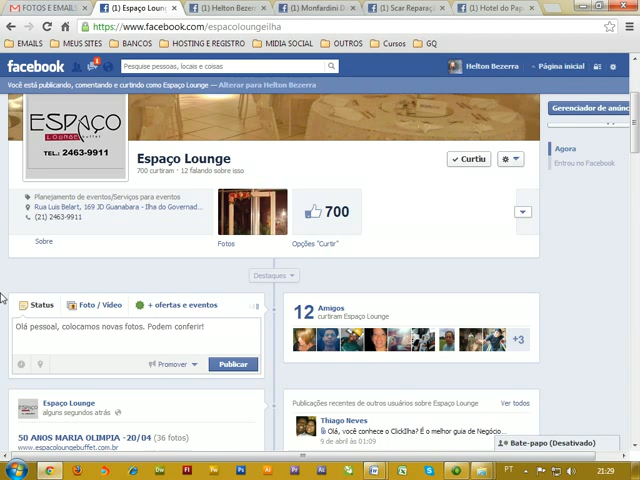 FOTOS E EMAILS
(1) Espaço Loung
(1) Helton Bezerr
(1) Monfardini D
(1) Scar Reparaçã
(1) Hotel do Pap
https://www.facebook.com/espacoloungeilha
EMAILS
MEUS SITES
BANCOS
HOSTING E REGISTRO
MIDIA SOCIAL
OUTROS
Cursos
GQ
facebook
Pesquise pessoas, locais e coisas
Helton Bezerra
Página inicial
Você está publicando, comentando e curtindo como Espaço Lounge — Alterar para Helton Bezerra
Gerenciador de anúnc
ESPAÇO
LOUNGE buffet
TEL.: 2463-9911
Espaço Lounge
700 curtiram · 12 falando sobre isso
Curtiu
Agora
Entrou no Facebook
Planejamento de eventos/Serviços para eventos
Rua Luis Belart, 169 JD Guanabara - Ilha do Governad...
(21) 2463-9911
700
Sobre
Fotos
Opções "Curtir"
Destaques
Status
Foto / Vídeo
+ ofertas e eventos
Olá pessoal, colocamos novas fotos. Podem conferir!
Promover
Publicar
12 Amigos
curtiram Espaço Lounge
+3
Espaço Lounge
alguns segundos atrás
50 ANOS MARIA OLIMPIA -20/04 (36 fotos)
www.espacoloungebuffet.com.br
Publicações recentes de outros usuários sobre Espaço Lounge
Ver todos
Thiago Neves
Olá, você conhece o ClickIlha? É o melhor guia de Negócio...
9 de abril às 01:09
Bate-papo (Desativado)
PT
21:29